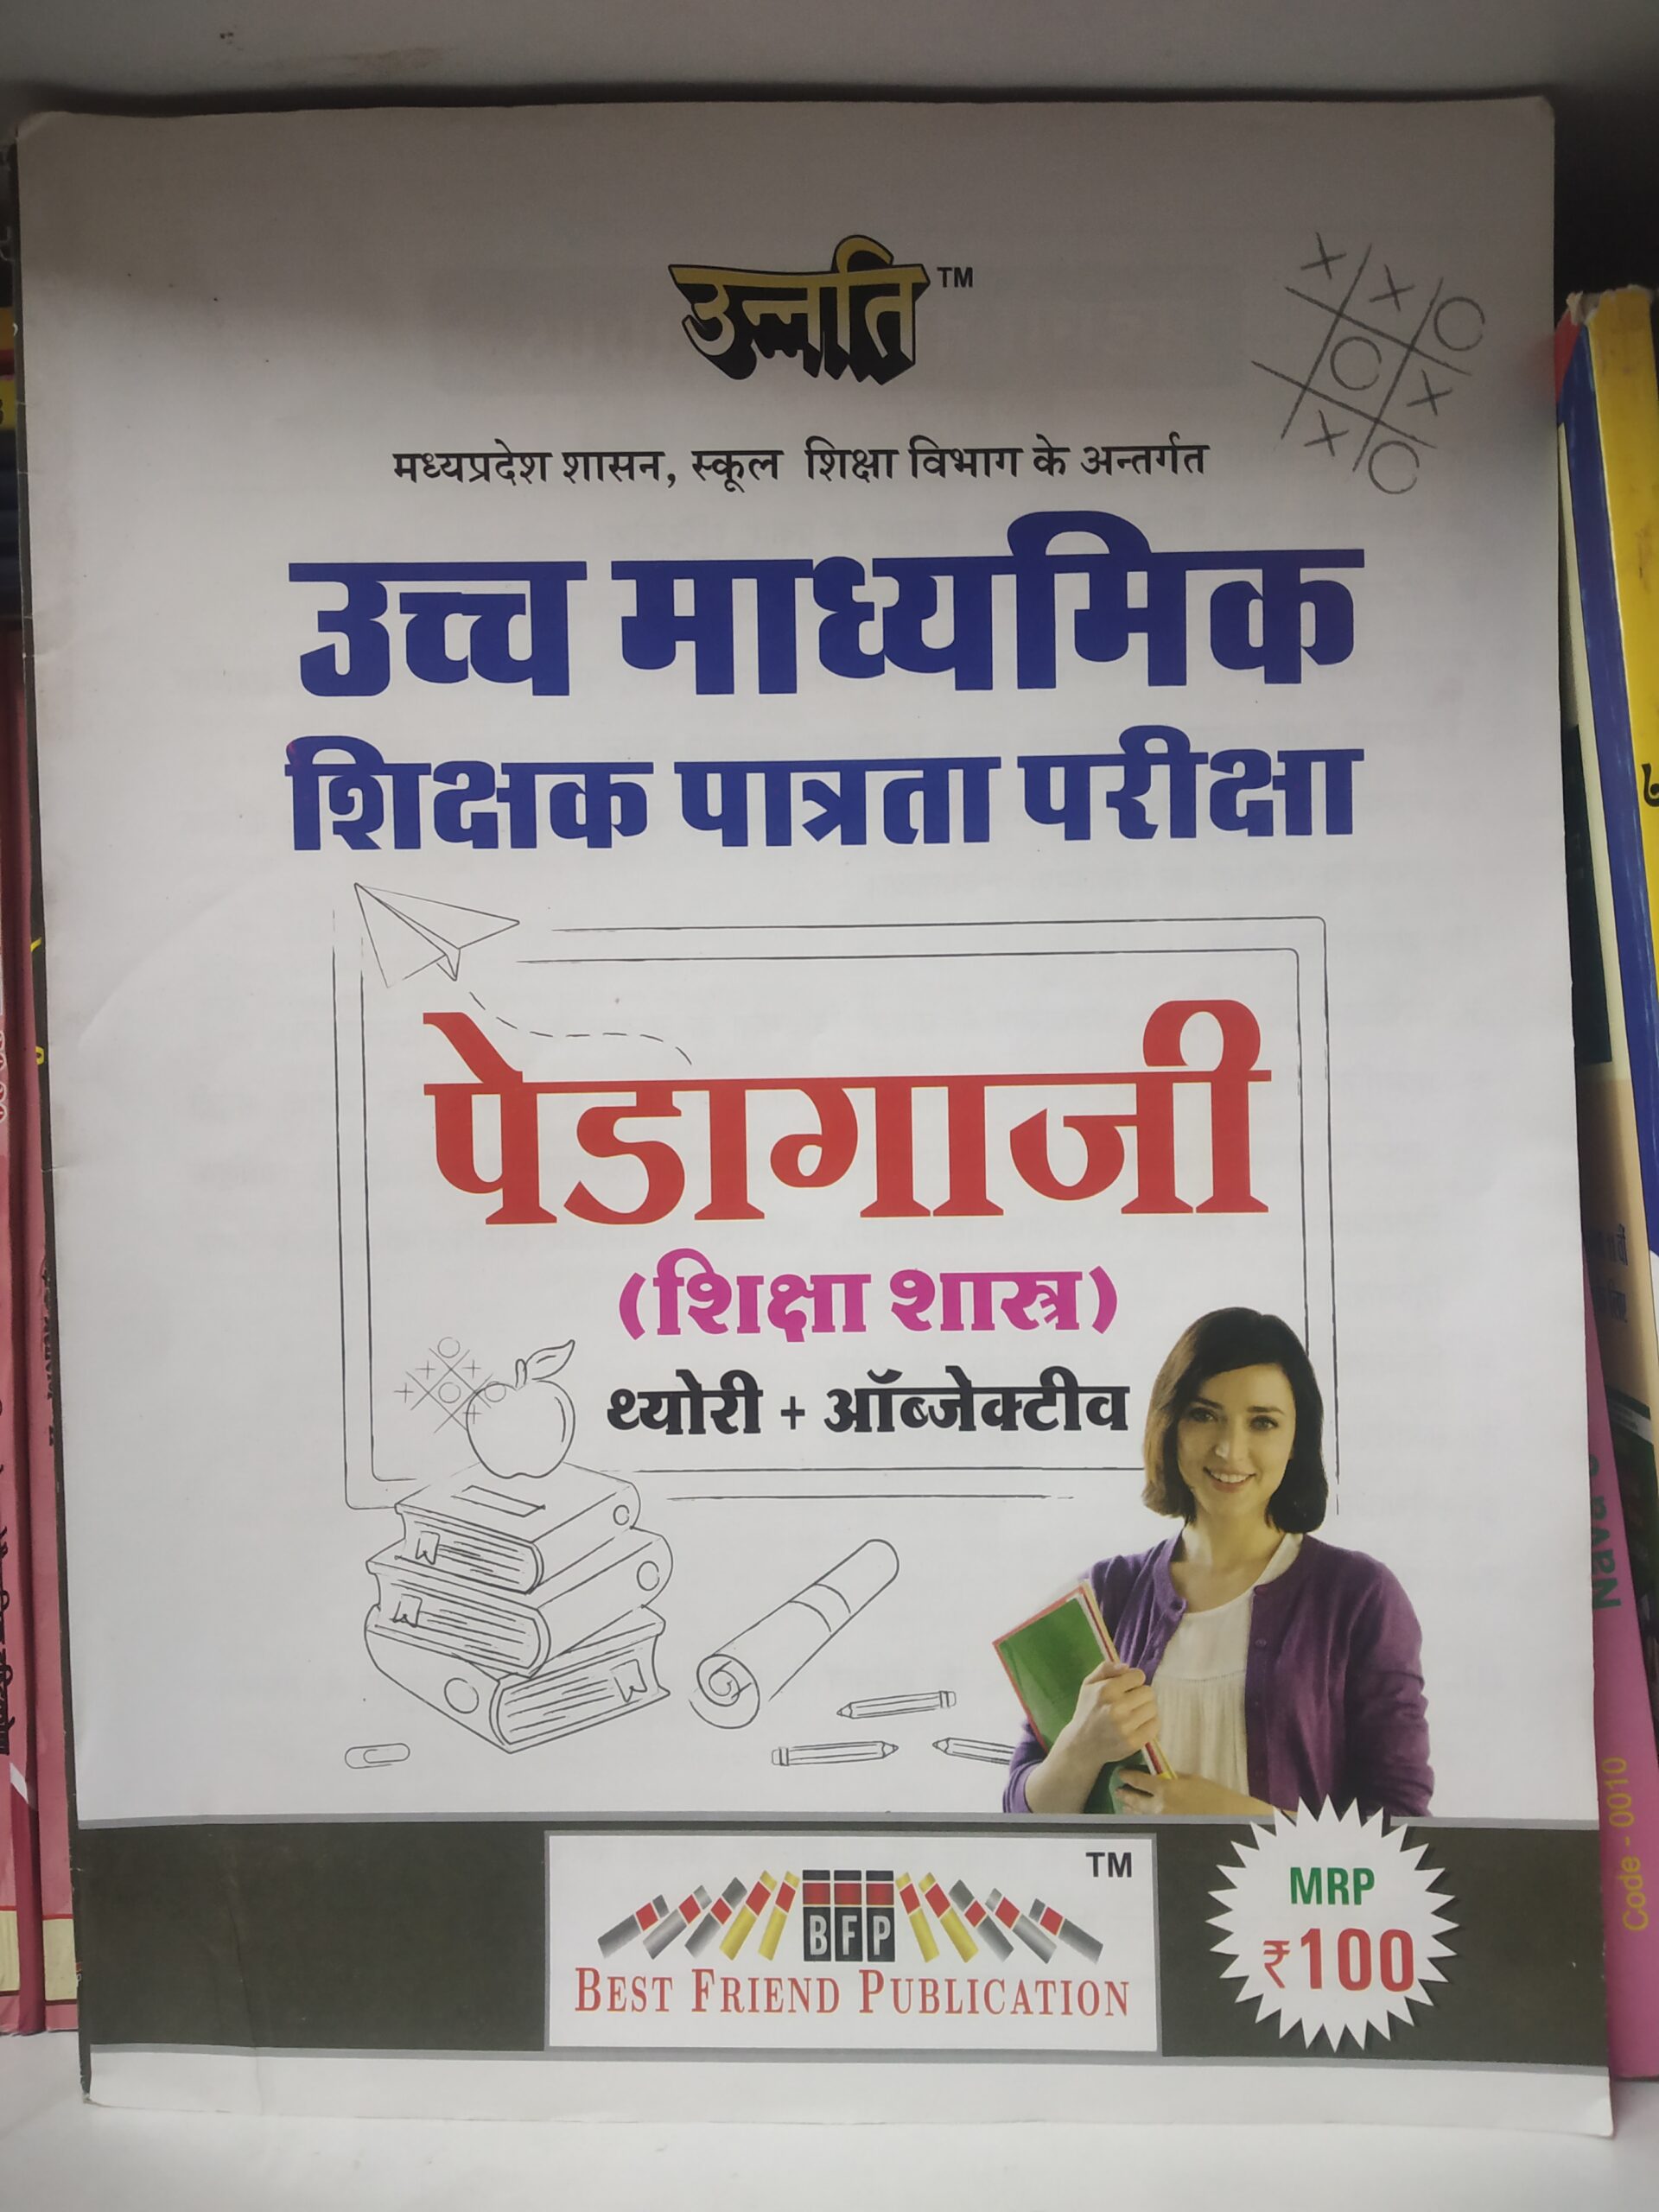 उन्नति TM
मध्यप्रदेश शासन, स्कूल शिक्षा विभाग के अन्तर्गत
उच्च माध्यमिक
शिक्षक पात्रता परीक्षा
पेडागाजी
(शिक्षा शास्त्र)
थ्योरी + ऑब्जेक्टीव
TM
BFP
BEST FRIEND PUBLICATION
MRP
₹100
Code - 0010